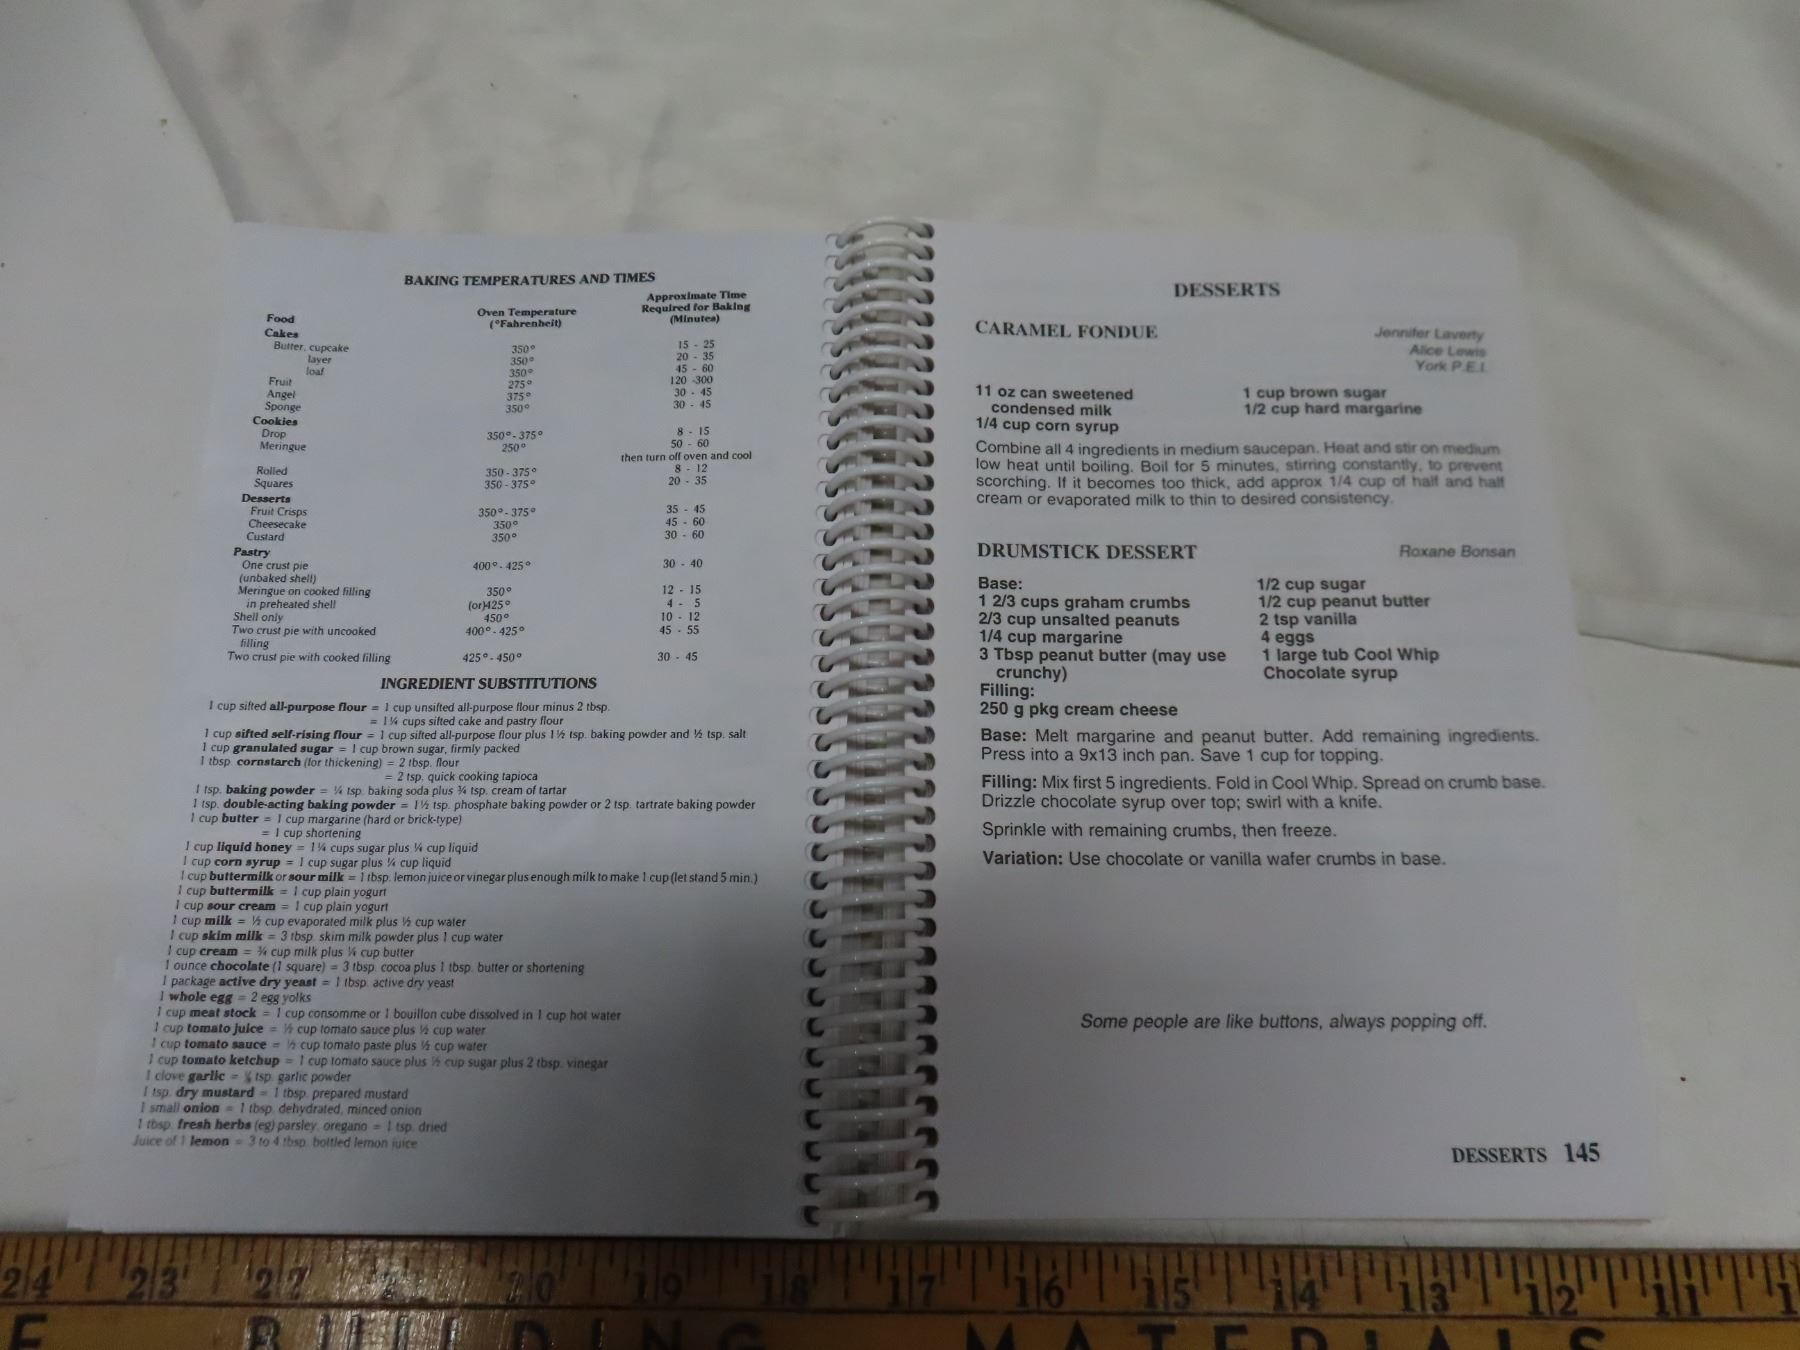 BAKING TEMPERATURES AND TIMES
Food Oven Temperature (°Fahrenheit) Approximate Time Required for Baking (Minutes)
Cakes
Butter, cupcake 350° 15 - 25
layer 350° 20 - 35
loaf 350° 45 - 60
Fruit 275° 120 -300
Angel 375° 30 - 45
Sponge 350° 30 - 45
Cookies
Drop 350°- 375° 8 - 15
Meringue 250° 50 - 60
then turn off oven and cool
Rolled 350 - 375° 8 - 12
Squares 350 - 375° 20 - 35
Desserts
Fruit Crisps 350°- 375° 35 - 45
Cheesecake 350° 45 - 60
Custard 350° 30 - 60
Pastry
One crust pie 400°- 425° 30 - 40
(unbaked shell)
Meringue on cooked filling 350° 12 - 15
in preheated shell (or)425° 4 - 5
Shell only 450° 10 - 12
Two crust pie with uncooked 400°- 425° 45 - 55
filling
Two crust pie with cooked filling 425°- 450° 30 - 45
INGREDIENT SUBSTITUTIONS
1 cup sifted all-purpose flour = 1 cup unsifted all-purpose flour minus 2 tbsp.
= 1¼ cups sifted cake and pastry flour
1 cup sifted self-rising flour = 1 cup sifted all-purpose flour plus 1½ tsp. baking powder and ½ tsp. salt
1 cup granulated sugar = 1 cup brown sugar, firmly packed
1 tbsp. cornstarch (for thickening) = 2 tbsp. flour
= 2 tsp. quick cooking tapioca
1 tsp. baking powder = ¼ tsp. baking soda plus ¾ tsp. cream of tartar
1 tsp. double-acting baking powder = 1½ tsp. phosphate baking powder or 2 tsp. tartrate baking powder
1 cup butter = 1 cup margarine (hard or brick-type)
= 1 cup shortening
1 cup liquid honey = 1¼ cups sugar plus ¼ cup liquid
1 cup corn syrup = 1 cup sugar plus ¼ cup liquid
1 cup buttermilk or sour milk = 1 tbsp. lemon juice or vinegar plus enough milk to make 1 cup (let stand 5 min.)
1 cup buttermilk = 1 cup plain yogurt
1 cup sour cream = 1 cup plain yogurt
1 cup milk = ½ cup evaporated milk plus ½ cup water
1 cup skim milk = 3 tbsp. skim milk powder plus 1 cup water
1 cup cream = ¾ cup milk plus ¼ cup butter
1 ounce chocolate (1 square) = 3 tbsp. cocoa plus 1 tbsp. butter or shortening
1 package active dry yeast = 1 tbsp. active dry yeast
1 whole egg = 2 egg yolks
1 cup meat stock = 1 cup consomme or 1 bouillon cube dissolved in 1 cup hot water
1 cup tomato juice = ½ cup tomato sauce plus ½ cup water
1 cup tomato sauce = ½ cup tomato paste plus ½ cup water
1 cup tomato ketchup = 1 cup tomato sauce plus ½ cup sugar plus 2 tbsp. vinegar
1 clove garlic = tsp. garlic powder
1 tsp. dry mustard = 1 tbsp. prepared mustard
1 small onion = 1 tbsp. dehydrated, minced onion
1 tbsp. fresh herbs (eg) parsley, oregano = 1 tsp. dried
Juice of 1 lemon = 3 to 4 tbsp. bottled lemon juice
DESSERTS
CARAMEL FONDUE Jennifer Laverty
Alice Lewis
York P.E.I.
11 oz can sweetened 1 cup brown sugar
condensed milk 1/2 cup hard margarine
1/4 cup corn syrup
Combine all 4 ingredients in medium saucepan. Heat and stir on medium
low heat until boiling. Boil for 5 minutes, stirring constantly, to prevent
scorching. If it becomes too thick, add approx 1/4 cup of half and half
cream or evaporated milk to thin to desired consistency.
DRUMSTICK DESSERT Roxane Bonsan
Base: 1/2 cup sugar
1 2/3 cups graham crumbs 1/2 cup peanut butter
2/3 cup unsalted peanuts 2 tsp vanilla
1/4 cup margarine 4 eggs
3 Tbsp peanut butter (may use 1 large tub Cool Whip
crunchy) Chocolate syrup
Filling:
250 g pkg cream cheese
Base: Melt margarine and peanut butter. Add remaining ingredients.
Press into a 9x13 inch pan. Save 1 cup for topping.
Filling: Mix first 5 ingredients. Fold in Cool Whip. Spread on crumb base.
Drizzle chocolate syrup over top; swirl with a knife.
Sprinkle with remaining crumbs, then freeze.
Variation: Use chocolate or vanilla wafer crumbs in base.
Some people are like buttons, always popping off.
DESSERTS 145
24 23 22 2 20 19 18 17 16 15 14 13 12 11 1
E BUILDING MATERIALS